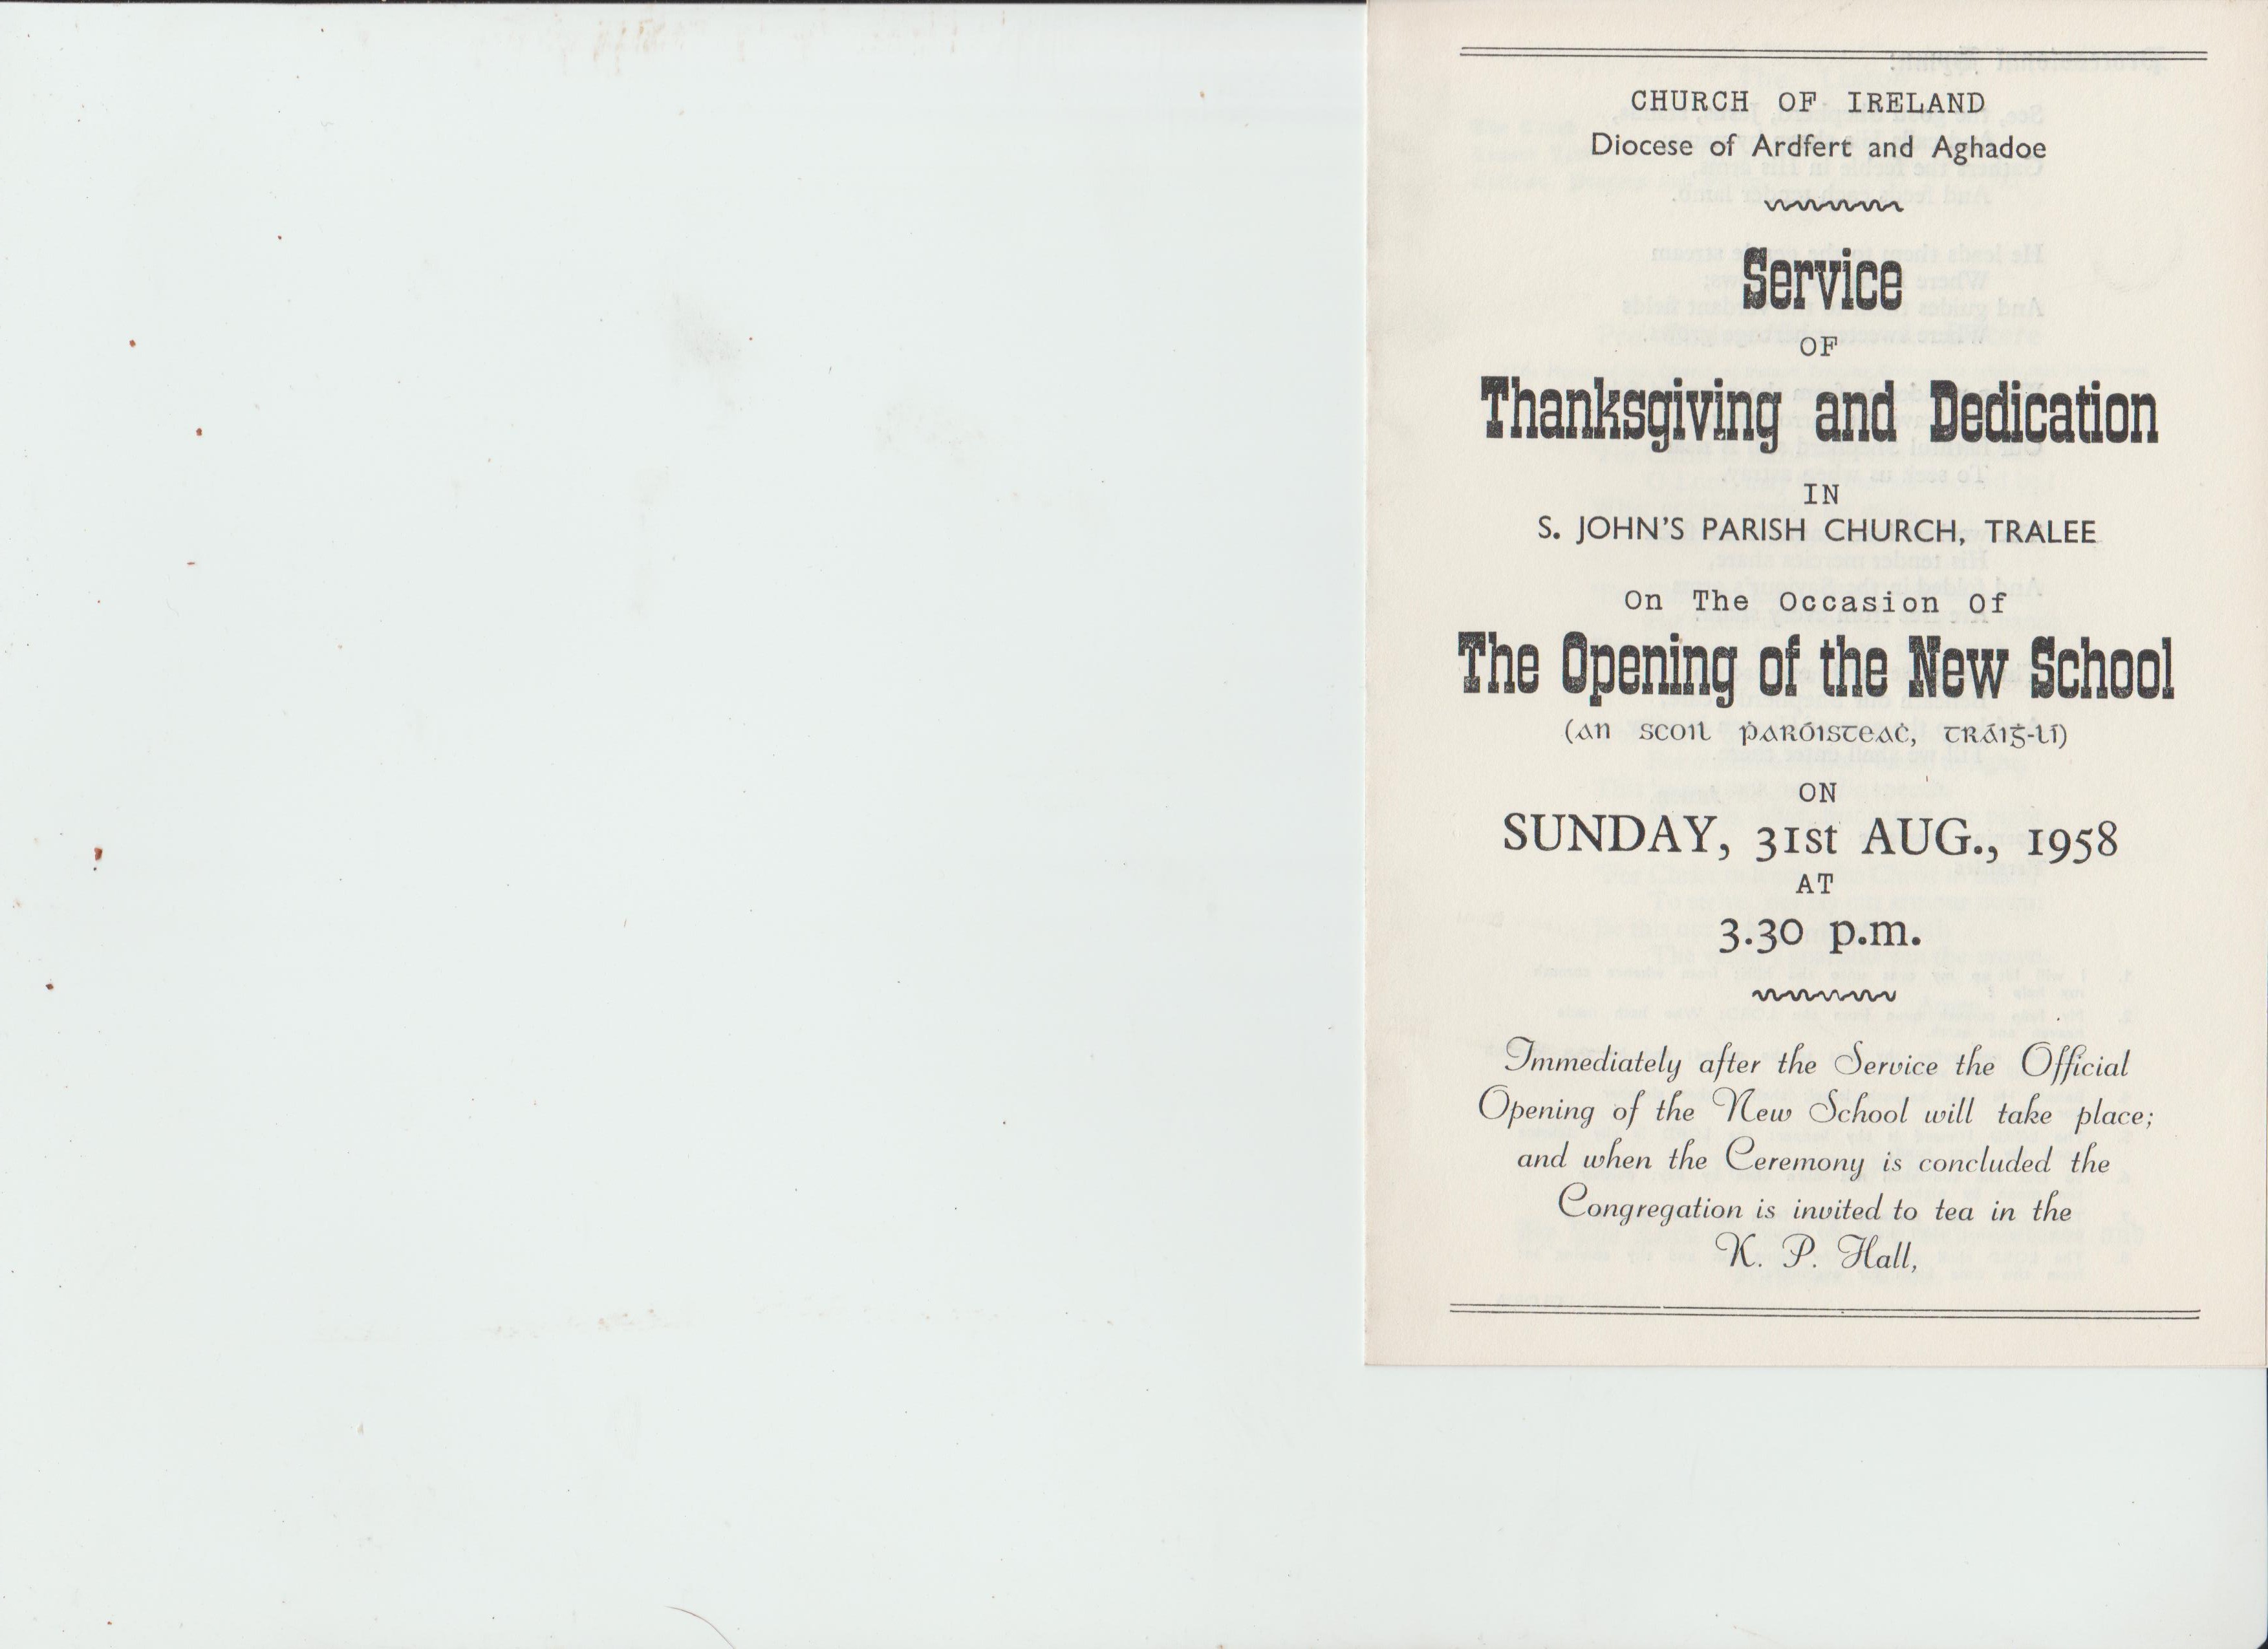 CHURCH OF IRELAND
Diocese of Ardfert and Aghadoe
Service
OF
Thanksgiving and Dedication
IN
S. JOHN'S PARISH CHURCH, TRALEE
On The Occasion Of
The Opening of the New School
(an scoil ṗaróisteaċ, tráiġ-lí)
ON
SUNDAY, 31st AUG., 1958
AT
3.30 p.m.
Immediately after the Service the Official
Opening of the New School will take place;
and when the Ceremony is concluded the
Congregation is invited to tea in the
K. P. Hall,